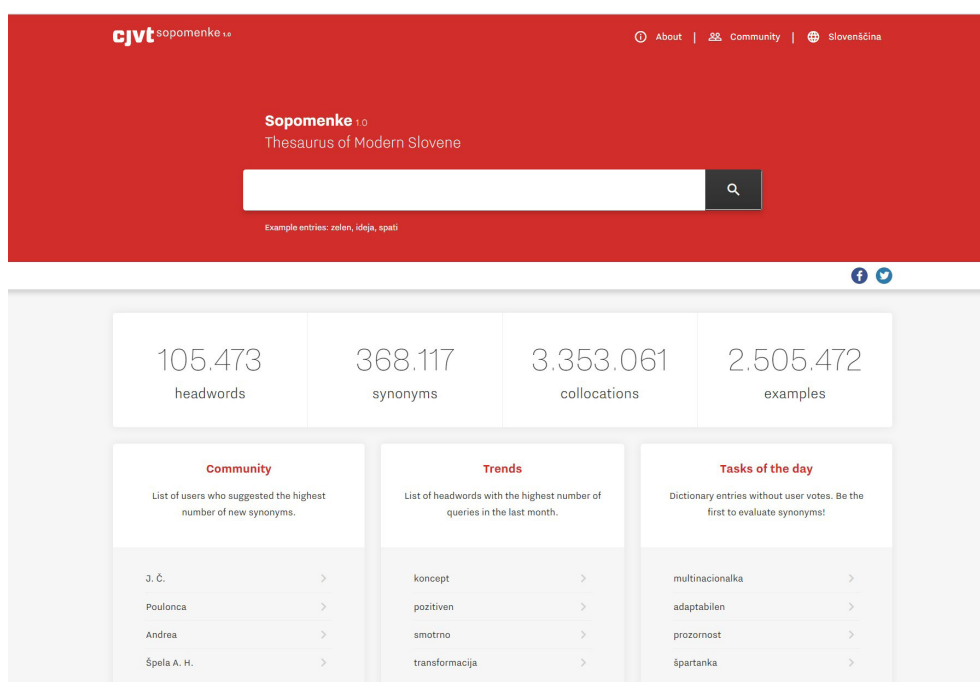 cjvt sopomenke 1.0
About | Community | Slovenščina
Sopomenke 1.0
Thesaurus of Modern Slovene
Example entries: zelen, ideja, spati
105.473
headwords
368.117
synonyms
3.353.061
collocations
2.505.472
examples
Community
List of users who suggested the highest
number of new synonyms.
J. Č.
Poulonca
Andrea
Špela A. H.
Trends
List of headwords with the highest number of
queries in the last month.
koncept
pozitiven
smotrno
transformacija
Tasks of the day
Dictionary entries without user votes. Be the
first to evaluate synonyms!
multinacionalka
adaptabilen
prozornost
špartanka